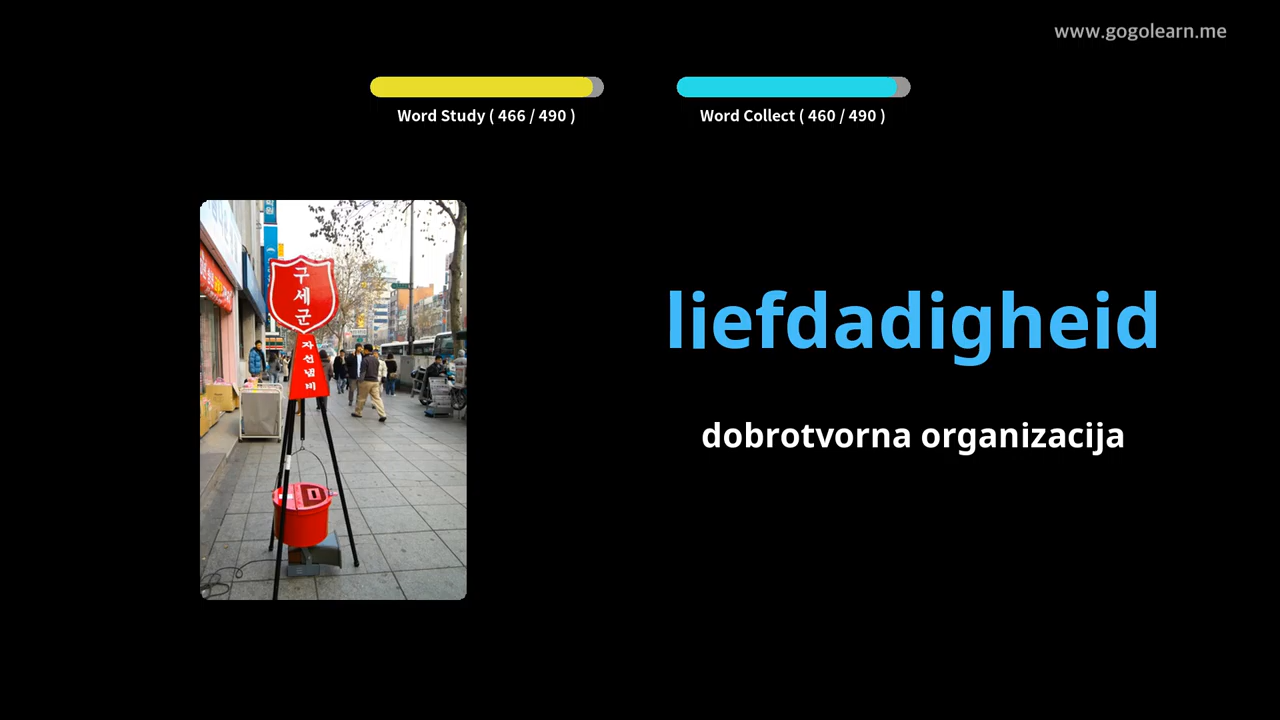 www.gogolearn.me
Word Study ( 466 / 490 )
Word Collect ( 460 / 490 )
구
세
군
자
선
냄
비
liefdadigheid
dobrotvorna organizacija